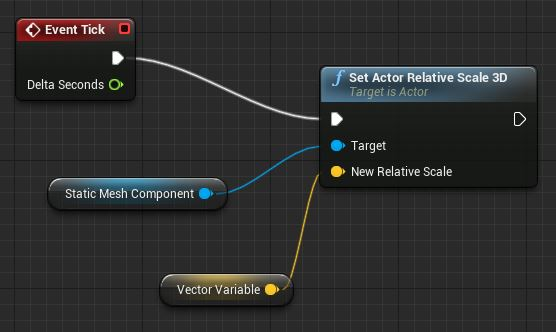 Event Tick
Delta Seconds
f Set Actor Relative Scale 3D
Target is Actor
Target
New Relative Scale
Static Mesh Component
Vector Variable